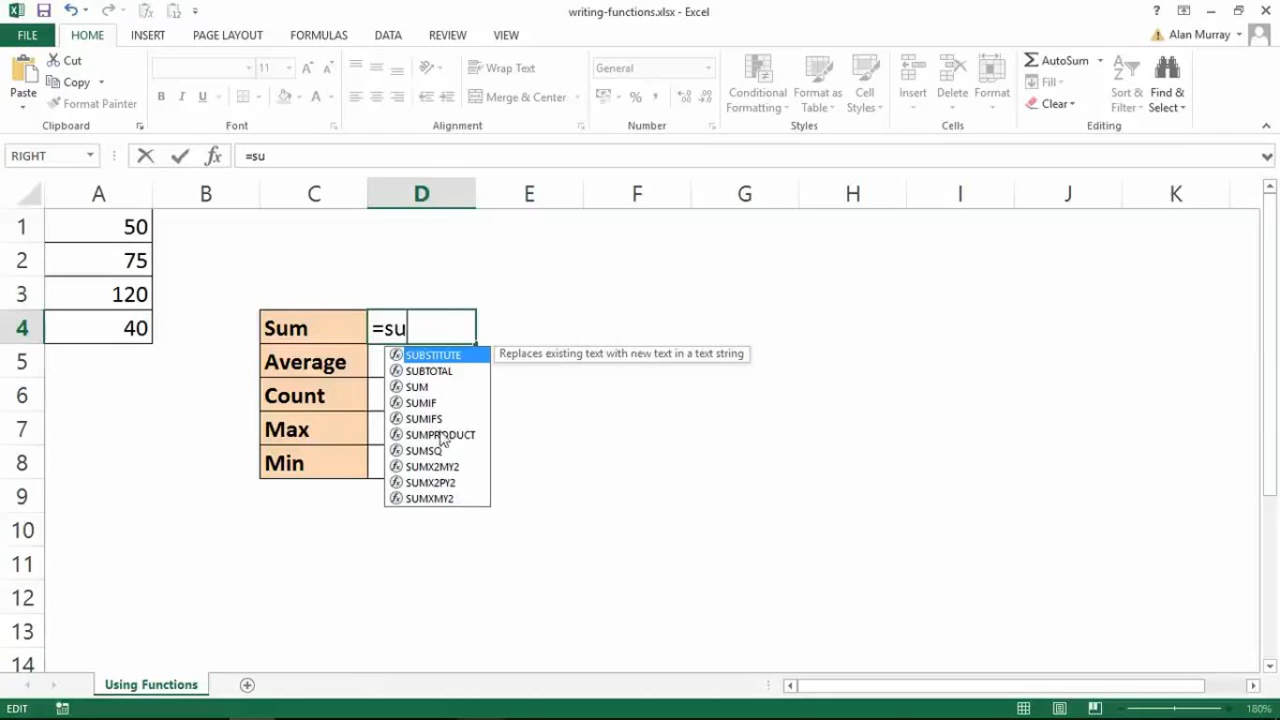 writing-functions.xlsx - Excel
FILE HOME INSERT PAGE LAYOUT FORMULAS DATA REVIEW VIEW Alan Murray
Cut
Copy
Format Painter
Paste
Clipboard
11
Font
Wrap Text
Merge & Center
Alignment
General
Number
Conditional Formatting
Format as Table
Cell Styles
Styles
Insert
Delete
Format
Cells
AutoSum
Fill
Clear
Sort & Filter
Find & Select
Editing
RIGHT =su
A B C D E F G H I J K
1 50
2 75
3 120
4 40 Sum =su
5 Average
6 Count
7 Max
8 Min
9
10
11
12
13
14
SUBSTITUTE Replaces existing text with new text in a text string
SUBTOTAL
SUM
SUMIF
SUMIFS
SUMPRODUCT
SUMSQ
SUMX2MY2
SUMX2PY2
SUMXMY2
Using Functions
EDIT 180%